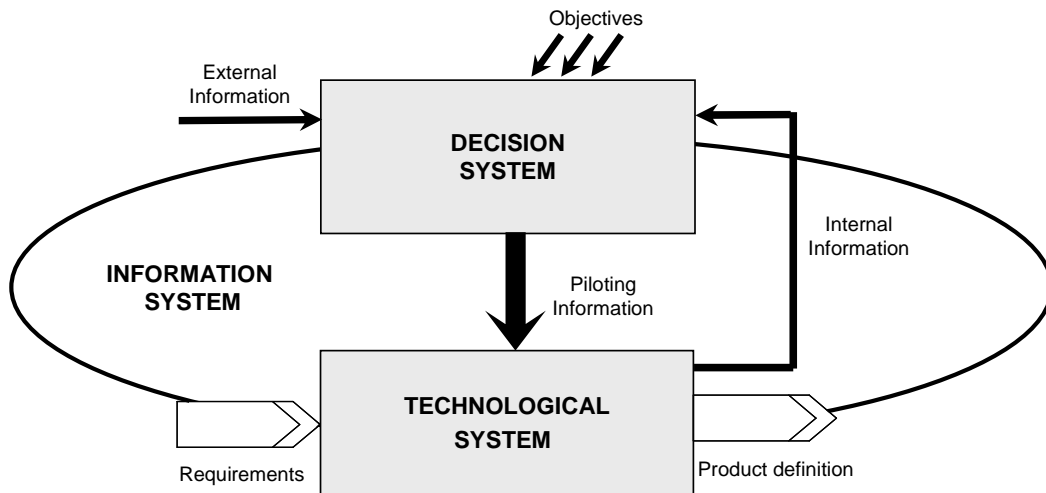 Objectives
External
Information
DECISION
SYSTEM
Internal
Information
INFORMATION
SYSTEM
Piloting
Information
TECHNOLOGICAL
SYSTEM
Requirements
Product definition